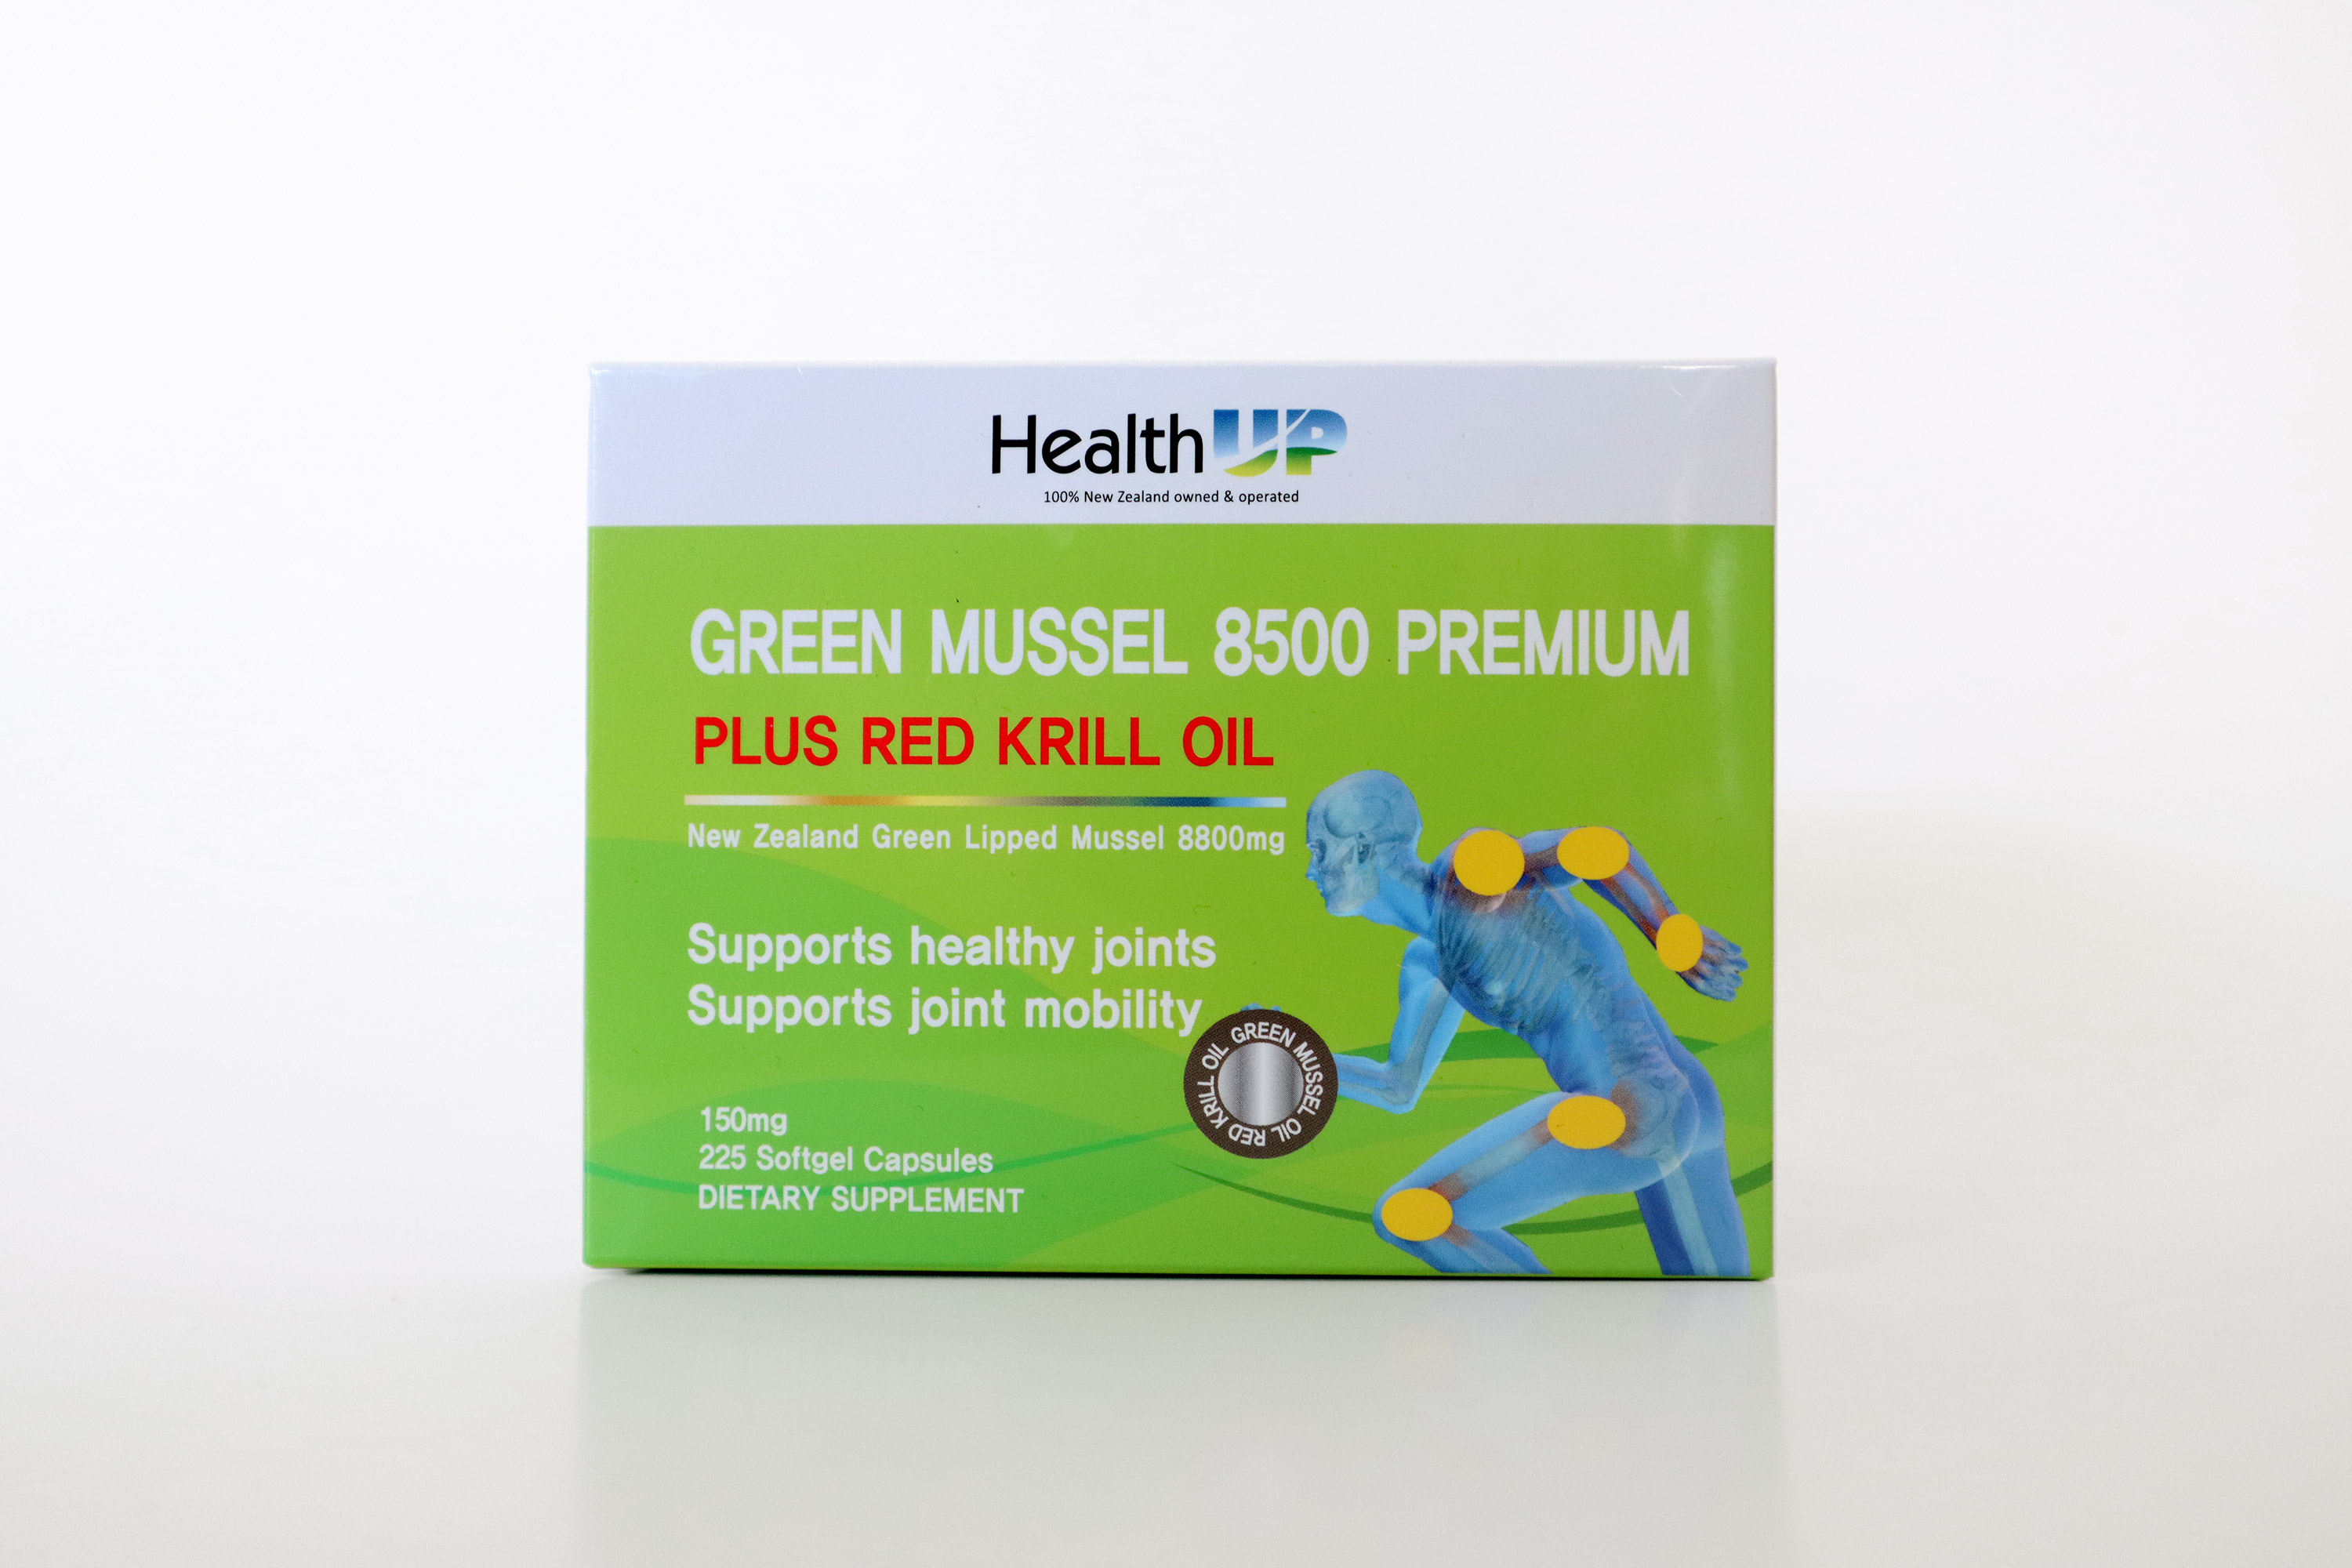 HealthUP
100% New Zealand owned & operated
GREEN MUSSEL 8500 PREMIUM
PLUS RED KRILL OIL
New Zealand Green Lipped Mussel 8800mg
Supports healthy joints
Supports joint mobility
GREEN MUSSEL OIL RED KRILL OIL
150mg
225 Softgel Capsules
DIETARY SUPPLEMENT